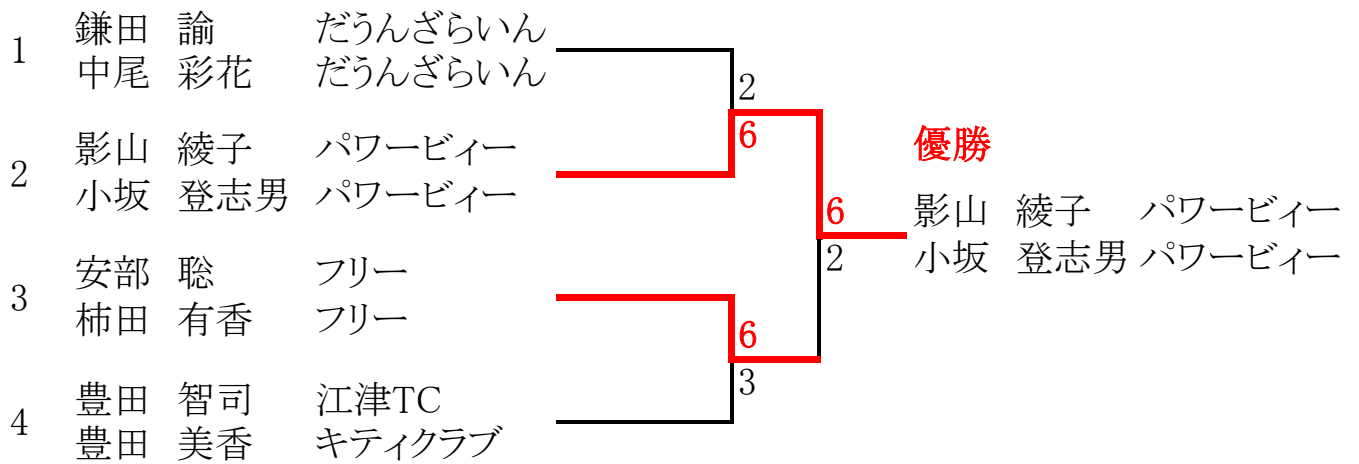 1 鎌田 諭 だうんざらいん
中尾 彩花 だうんざらいん
2
6
2 影山 綾子 パワービィー
小坂 登志男 パワービィー
優勝
6
2
影山 綾子 パワービィー
小坂 登志男 パワービィー
3 安部 聡 フリー
柿田 有香 フリー
6
3
4 豊田 智司 江津TC
豊田 美香 キティクラブ